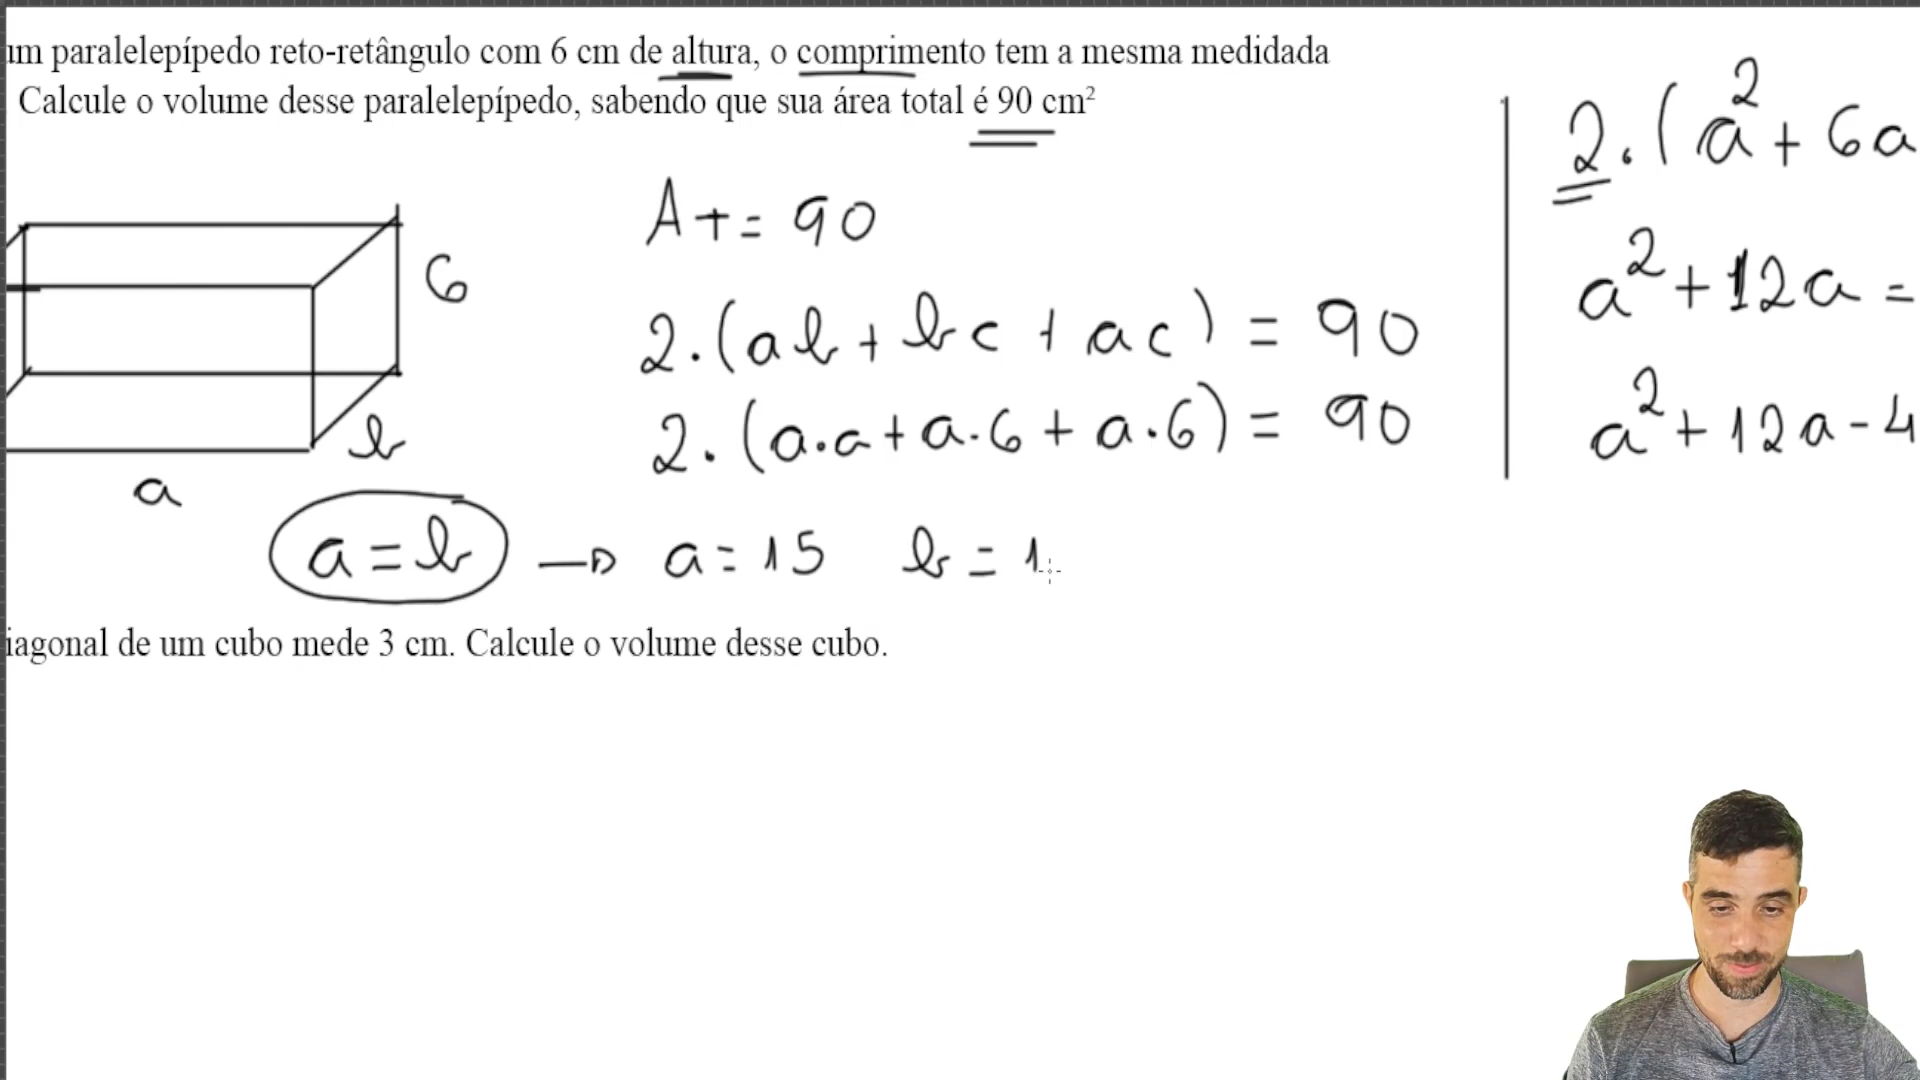 um paralelepípedo reto-retângulo com 6 cm de altura, o comprimento tem a mesma medidada
Calcule o volume desse paralelepípedo, sabendo que sua área total é 90 cm²
6
b
a
At = 90
2.(ab + bc + ac) = 90
2.(a.a + a.6 + a.6) = 90
a = b → a = 15 b = 1
2.(a² + 6a
a² + 12a =
a² + 12a - 4
iagonal de um cubo mede 3 cm. Calcule o volume desse cubo.